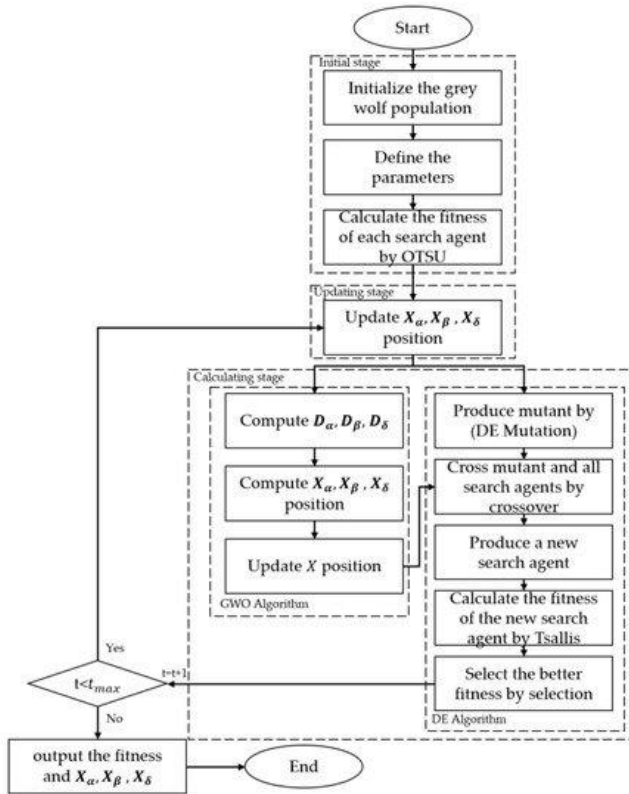 Start
Initial stage
Initialize the grey
wolf population
Define the
parameters
Calculate the fitness
of each search agent
by OTSU
Updating stage
Update Xα, Xβ , Xδ
position
Calculating stage
Compute Dα, Dβ, Dδ
Compute Xα, Xβ , Xδ
position
Update X position
GWO Algorithm
Produce mutant by
(DE Mutation)
Cross mutant and all
search agents by
crossover
Produce a new
search agent
Calculate the fitness
of the new search
agent by Tsallis
Select the better
fitness by selection
DE Algorithm
t=t+1
Yes
t<tmax
No
output the fitness
and Xα, Xβ , Xδ
End